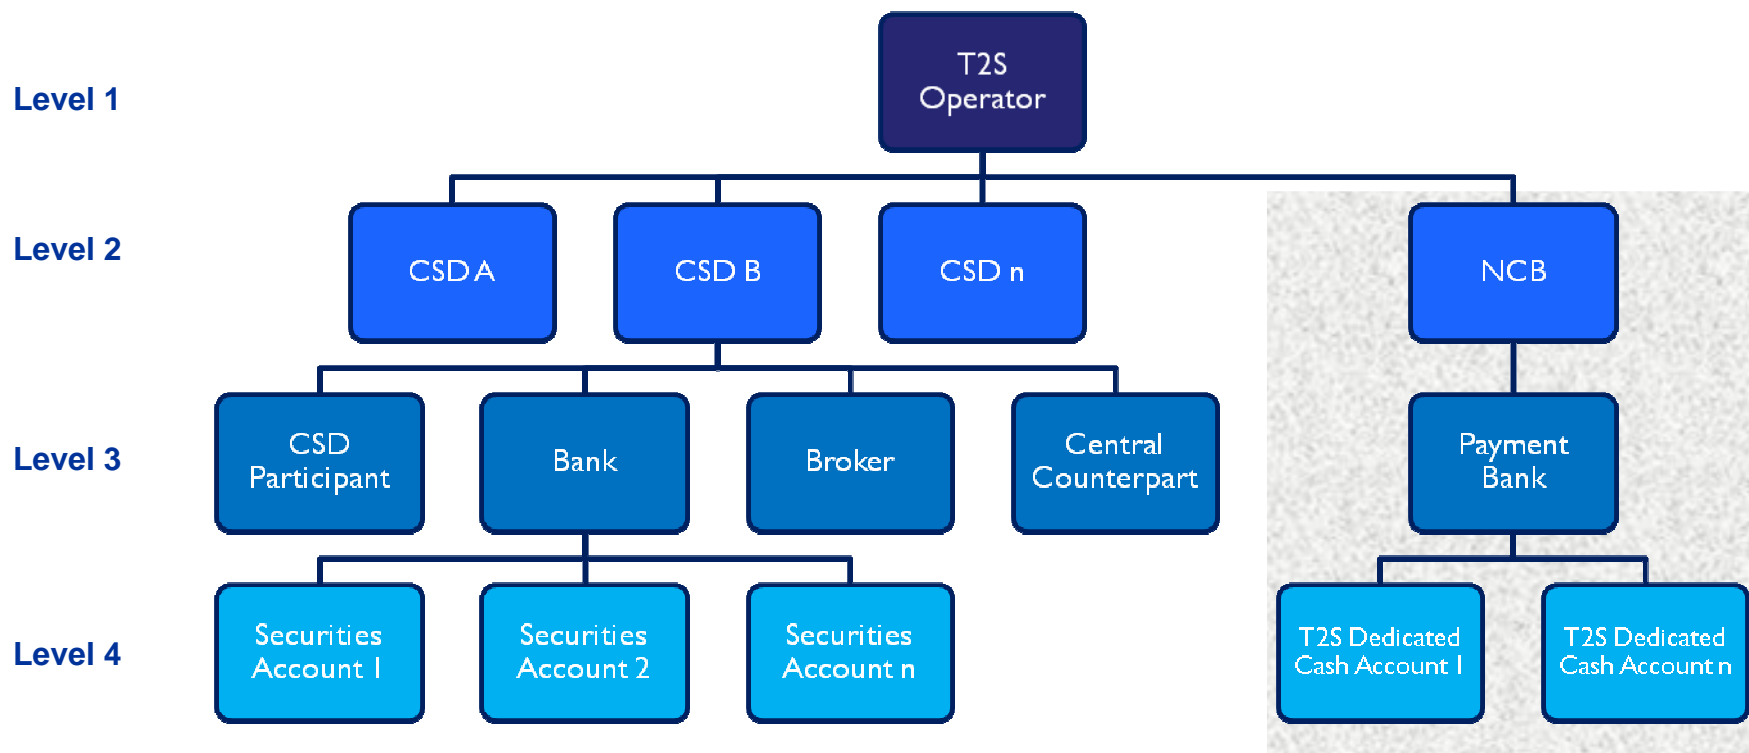 T2S
Operator
Level 1
Level 2
CSD A
CSD B
CSD n
NCB
Level 3
CSD
Participant
Bank
Broker
Central
Counterpart
Payment
Bank
Level 4
Securities
Account 1
Securities
Account 2
Securities
Account n
T2S Dedicated
Cash Account 1
T2S Dedicated
Cash Account n